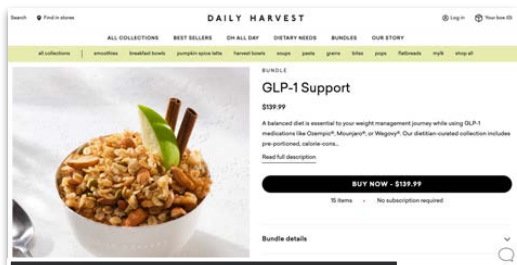 Search Find in stores
DAILY HARVEST
Log in Your box (0)
ALL COLLECTIONS BEST SELLERS DH ALL DAY DIETARY NEEDS BUNDLES OUR STORY
all collections | smoothies breakfast bowls pumpkin spice latte harvest bowls soups pasta grains bites pops flatbreads mylk shop all
BUNDLE
GLP-1 Support
$139.99
A balanced diet is essential to your weight management journey while using GLP-1
medications like Ozempic®, Mounjaro®, or Wegovy®. Our dietitian-curated collection includes
pre-portioned, calorie-cons...
Read full description
BUY NOW - $139.99
15 items • No subscription required
Bundle details